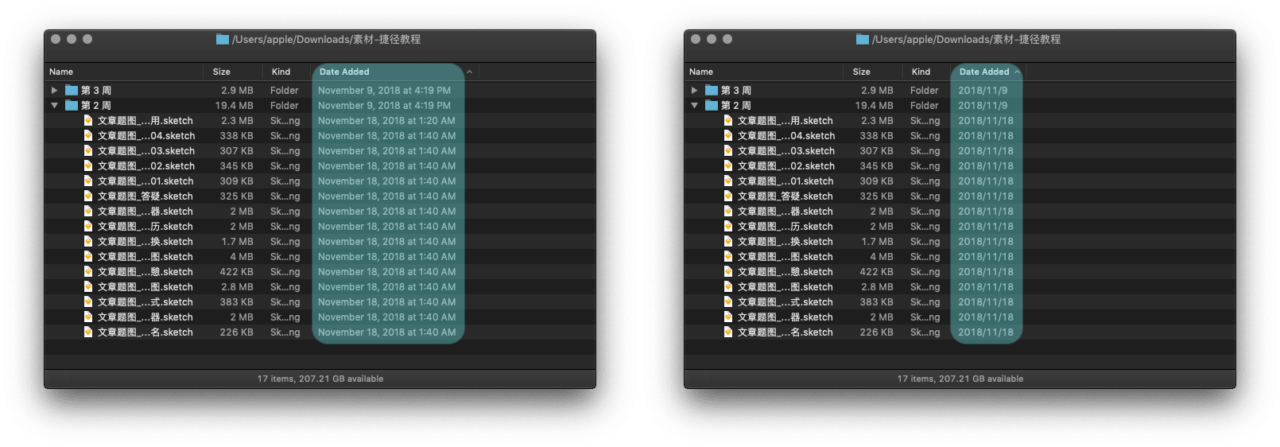 /Users/apple/Downloads/素材-捷径教程
Name Size Kind Date Added
第 3 周 2.9 MB Folder November 9, 2018 at 4:19 PM
第 2 周 19.4 MB Folder November 9, 2018 at 4:19 PM
文章题图_...用.sketch 2.3 MB Sk...ng November 18, 2018 at 1:20 AM
文章题图_...04.sketch 338 KB Sk...ng November 18, 2018 at 1:40 AM
文章题图_...03.sketch 307 KB Sk...ng November 18, 2018 at 1:40 AM
文章题图_...02.sketch 345 KB Sk...ng November 18, 2018 at 1:40 AM
文章题图_...01.sketch 309 KB Sk...ng November 18, 2018 at 1:40 AM
文章题图_答疑.sketch 325 KB Sk...ng November 18, 2018 at 1:40 AM
文章题图_...器.sketch 2 MB Sk...ng November 18, 2018 at 1:40 AM
文章题图_...历.sketch 2 MB Sk...ng November 18, 2018 at 1:40 AM
文章题图_...换.sketch 1.7 MB Sk...ng November 18, 2018 at 1:40 AM
文章题图_...图.sketch 4 MB Sk...ng November 18, 2018 at 1:40 AM
文章题图_...憩.sketch 422 KB Sk...ng November 18, 2018 at 1:40 AM
文章题图_...图.sketch 2.8 MB Sk...ng November 18, 2018 at 1:40 AM
文章题图_...式.sketch 383 KB Sk...ng November 18, 2018 at 1:40 AM
文章题图_...器.sketch 2 MB Sk...ng November 18, 2018 at 1:40 AM
文章题图_...名.sketch 226 KB Sk...ng November 18, 2018 at 1:40 AM
17 items, 207.21 GB available
/Users/apple/Downloads/素材-捷径教程
Name Size Kind Date Added
第 3 周 2.9 MB Folder 2018/11/9
第 2 周 19.4 MB Folder 2018/11/9
文章题图_...用.sketch 2.3 MB Sk...ng 2018/11/18
文章题图_...04.sketch 338 KB Sk...ng 2018/11/18
文章题图_...03.sketch 307 KB Sk...ng 2018/11/18
文章题图_...02.sketch 345 KB Sk...ng 2018/11/18
文章题图_...01.sketch 309 KB Sk...ng 2018/11/18
文章题图_答疑.sketch 325 KB Sk...ng 2018/11/18
文章题图_...器.sketch 2 MB Sk...ng 2018/11/18
文章题图_...历.sketch 2 MB Sk...ng 2018/11/18
文章题图_...换.sketch 1.7 MB Sk...ng 2018/11/18
文章题图_...图.sketch 4 MB Sk...ng 2018/11/18
文章题图_...憩.sketch 422 KB Sk...ng 2018/11/18
文章题图_...图.sketch 2.8 MB Sk...ng 2018/11/18
文章题图_...式.sketch 383 KB Sk...ng 2018/11/18
文章题图_...器.sketch 2 MB Sk...ng 2018/11/18
文章题图_...名.sketch 226 KB Sk...ng 2018/11/18
17 items, 207.21 GB available